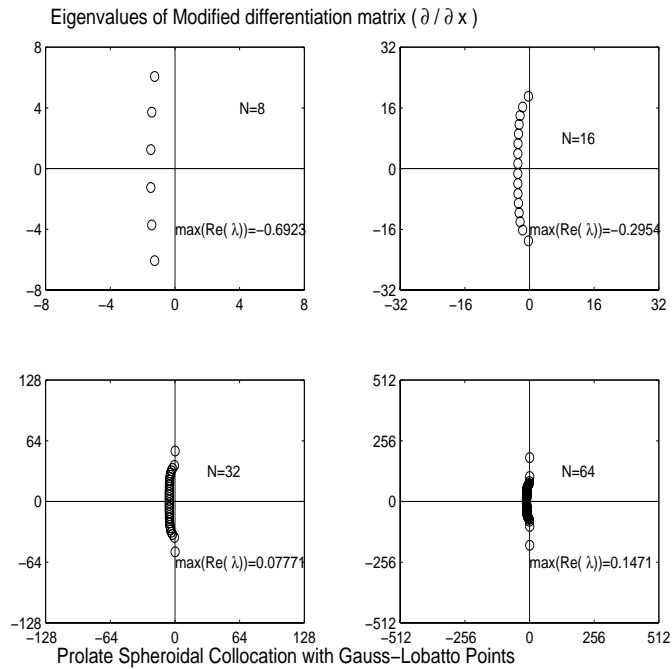 Eigenvalues of Modified differentiation matrix ( ∂ / ∂ x )
8
4
0
−4
−8
−8 −4 0 4 8
N=8
max(Re( λ))=−0.6923
32
16
0
−16
−32
−32 −16 0 16 32
N=16
max(Re( λ))=−0.2954
128
64
0
−64
−128
−128 −64 0 64 128
N=32
max(Re( λ))=0.07771
512
256
0
−256
−512
−512 −256 0 256 512
N=64
max(Re( λ))=0.1471
Prolate Spheroidal Collocation with Gauss−Lobatto Points